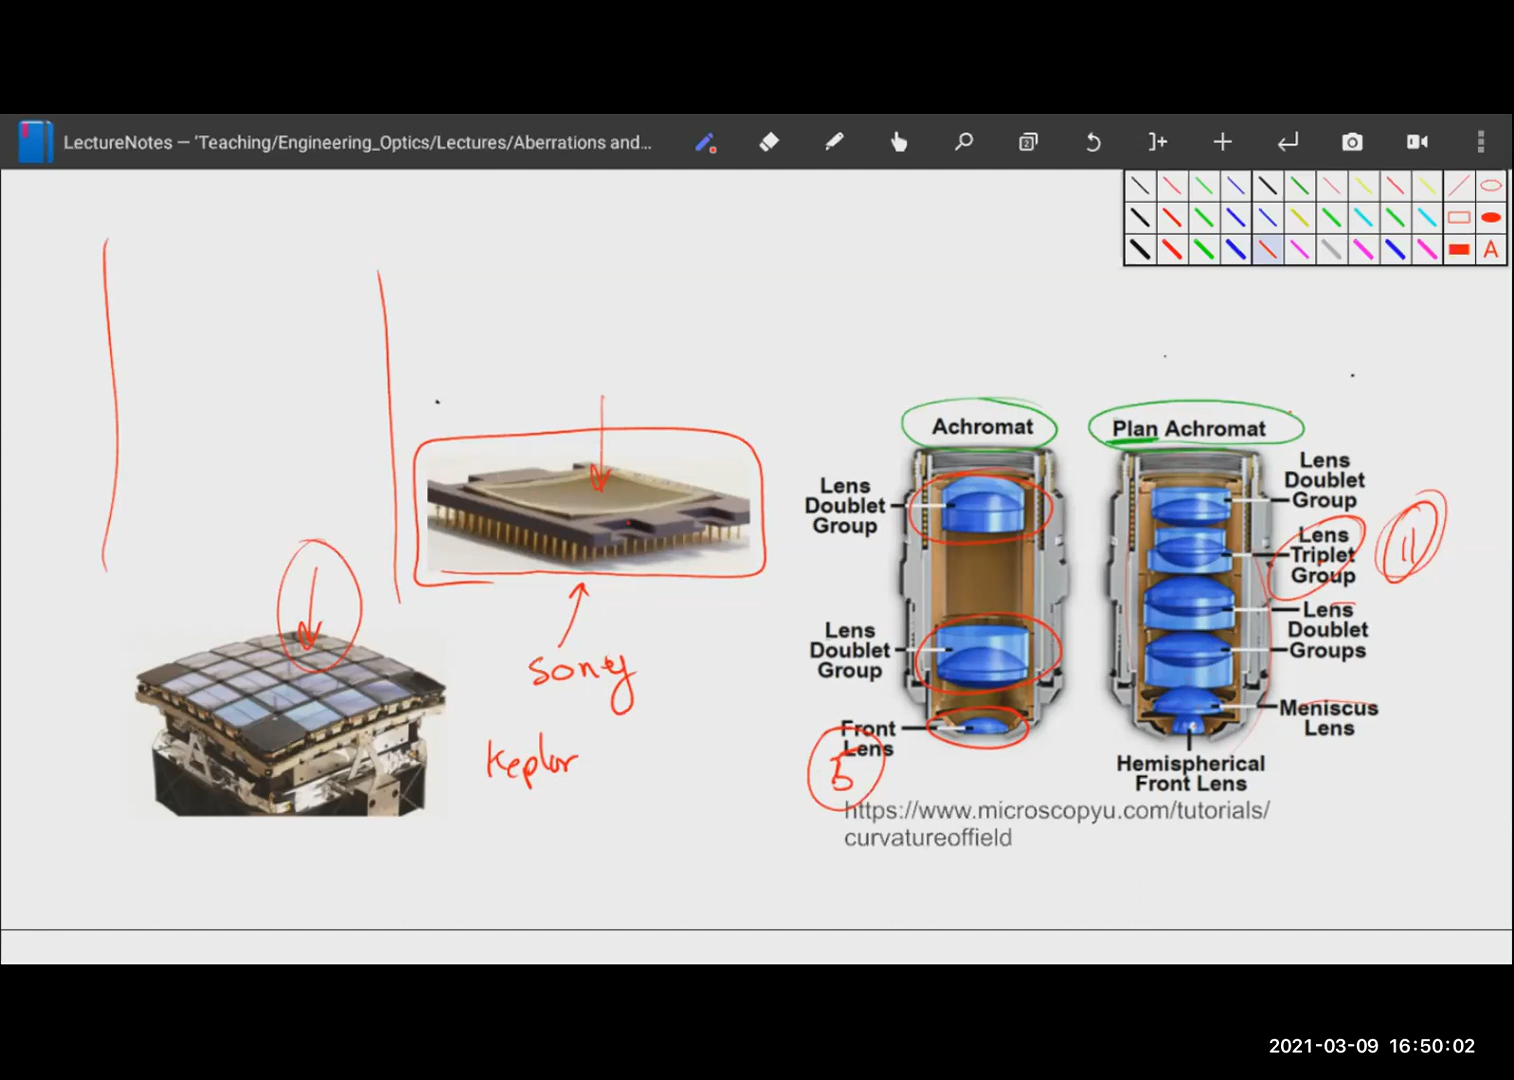 LectureNotes — 'Teaching/Engineering_Optics/Lectures/Aberrations and...
2
A
Achromat
Plan Achromat
Lens
Doublet
Group
Lens
Doublet
Group
Lens
Triplet
Group
11
Lens
Doublet
Groups
Lens
Doublet
Group
sony
Keplar
Front
Lens
5
Meniscus
Lens
Hemispherical
Front Lens
https://www.microscopyu.com/tutorials/
curvatureoffield
2021-03-09 16:50:02